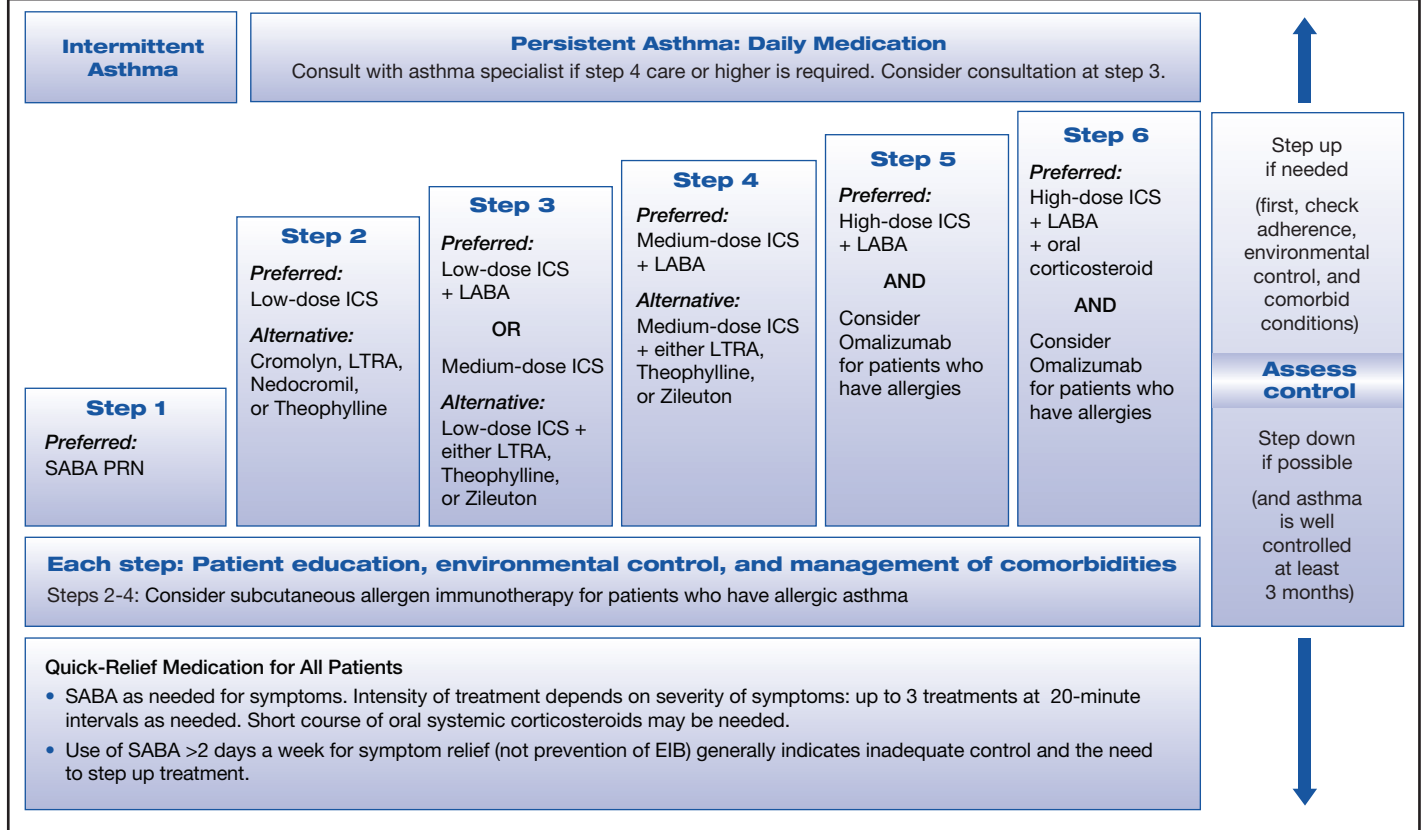 Intermittent
Asthma
Persistent Asthma: Daily Medication
Consult with asthma specialist if step 4 care or higher is required. Consider consultation at step 3.
Step 1
Preferred:
SABA PRN
Step 2
Preferred:
Low-dose ICS
Alternative:
Cromolyn, LTRA,
Nedocromil,
or Theophylline
Step 3
Preferred:
Low-dose ICS
+ LABA
OR
Medium-dose ICS
Alternative:
Low-dose ICS +
either LTRA,
Theophylline,
or Zileuton
Step 4
Preferred:
Medium-dose ICS
+ LABA
Alternative:
Medium-dose ICS
+ either LTRA,
Theophylline,
or Zileuton
Step 5
Preferred:
High-dose ICS
+ LABA
AND
Consider
Omalizumab
for patients who
have allergies
Step 6
Preferred:
High-dose ICS
+ LABA
+ oral
corticosteroid
AND
Consider
Omalizumab
for patients who
have allergies
Step up
if needed
(first, check
adherence,
environmental
control, and
comorbid
conditions)
Assess
control
Step down
if possible
(and asthma
is well
controlled
at least
3 months)
Each step: Patient education, environmental control, and management of comorbidities
Steps 2-4: Consider subcutaneous allergen immunotherapy for patients who have allergic asthma
Quick-Relief Medication for All Patients
• SABA as needed for symptoms. Intensity of treatment depends on severity of symptoms: up to 3 treatments at 20-minute
intervals as needed. Short course of oral systemic corticosteroids may be needed.
• Use of SABA >2 days a week for symptom relief (not prevention of EIB) generally indicates inadequate control and the need
to step up treatment.